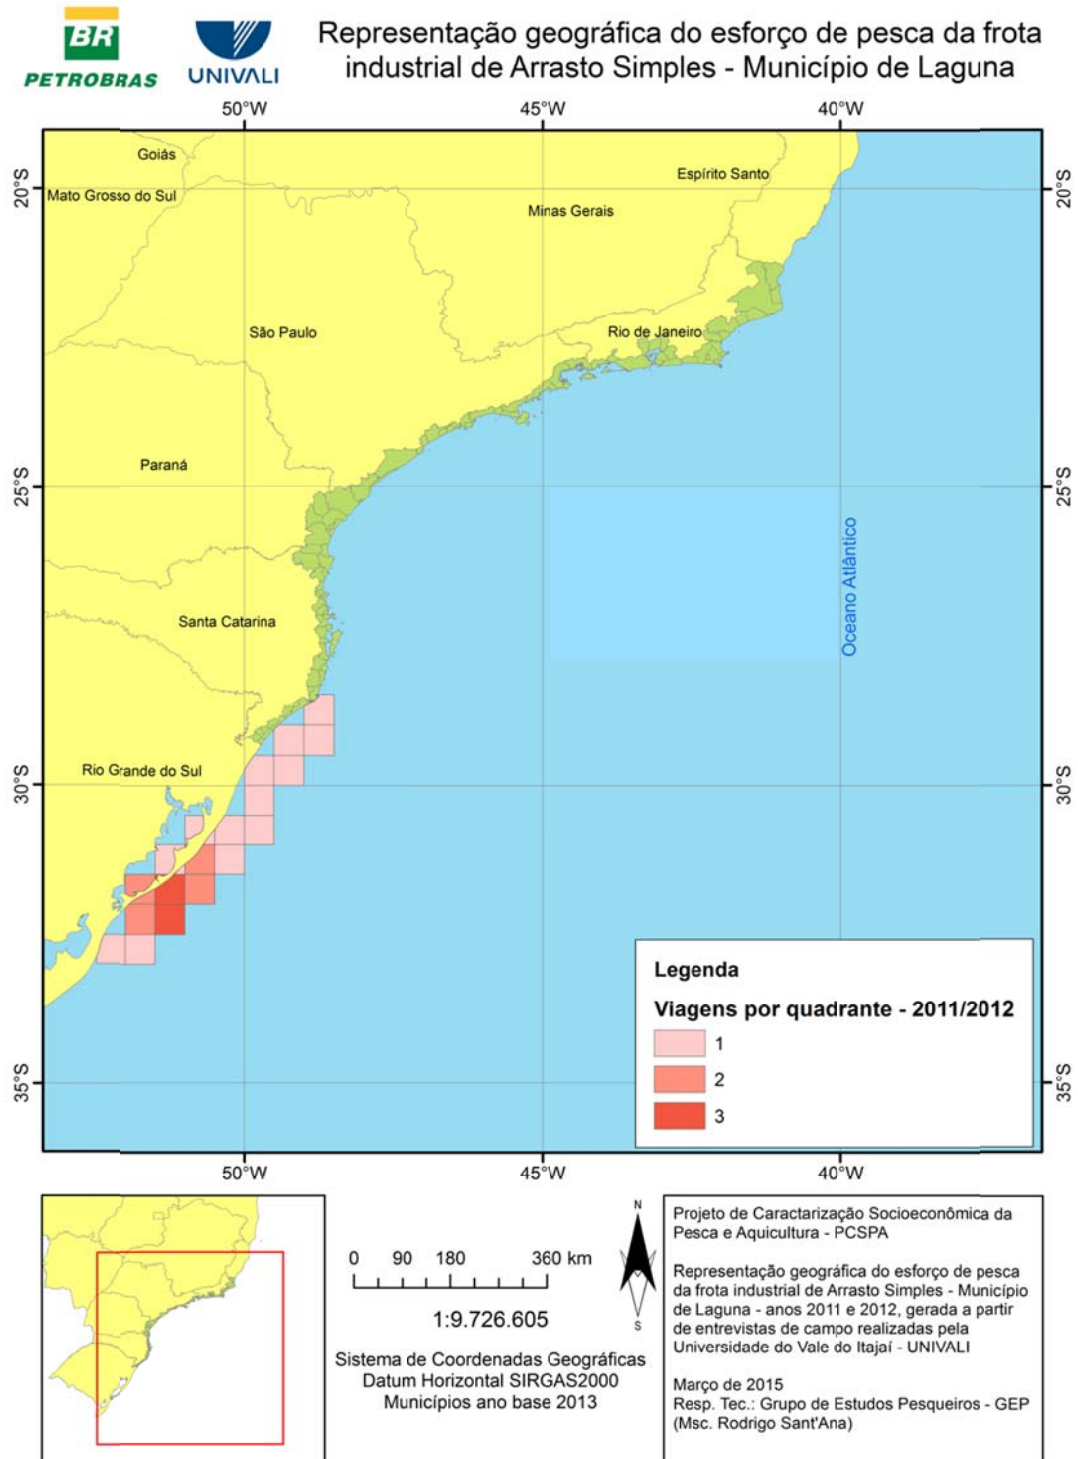 BR
PETROBRAS
UNIVALI
Representação geográfica do esforço de pesca da frota
industrial de Arrasto Simples - Município de Laguna
50°W 45°W 40°W
Goiás
Espírito Santo
20°S 20°S
Mato Grosso do Sul
Minas Gerais
São Paulo
Rio de Janeiro
Paraná
25°S 25°S
Oceano Atlântico
Santa Catarina
Rio Grande do Sul
30°S 30°S
Legenda
Viagens por quadrante - 2011/2012
1
2
3
35°S 35°S
50°W 45°W 40°W
0 90 180 360 km
1:9.726.605
Sistema de Coordenadas Geográficas
Datum Horizontal SIRGAS2000
Municípios ano base 2013
N
S
Projeto de Caractarização Socioeconômica da
Pesca e Aquicultura - PCSPA
Representação geográfica do esforço de pesca
da frota industrial de Arrasto Simples - Município
de Laguna - anos 2011 e 2012, gerada a partir
de entrevistas de campo realizadas pela
Universidade do Vale do Itajaí - UNIVALI
Março de 2015
Resp. Tec.: Grupo de Estudos Pesqueiros - GEP
(Msc. Rodrigo Sant'Ana)